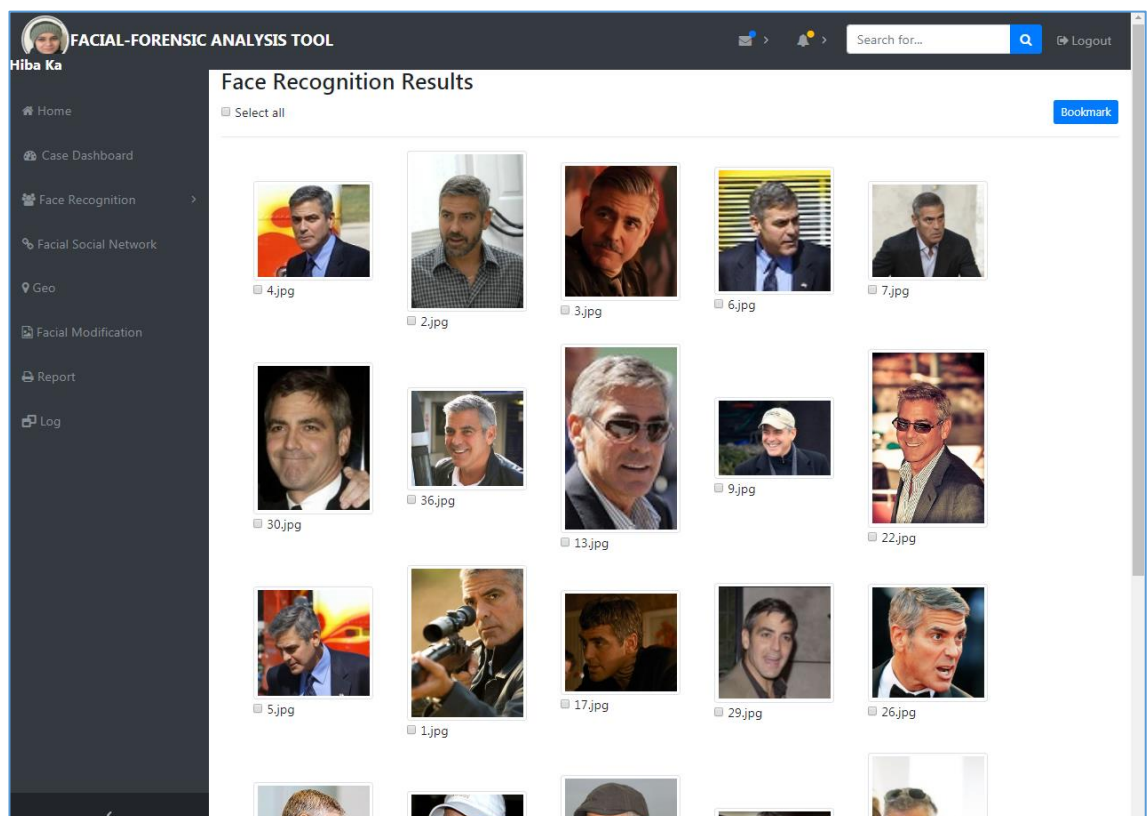 FACIAL-FORENSIC ANALYSIS TOOL
Search for...
Logout
Hiba Ka
Home
Case Dashboard
Face Recognition
Facial Social Network
Geo
Facial Modification
Report
Log
Face Recognition Results
Select all
Bookmark
4.jpg
2.jpg
3.jpg
6.jpg
7.jpg
30.jpg
36.jpg
13.jpg
9.jpg
22.jpg
5.jpg
1.jpg
17.jpg
29.jpg
26.jpg